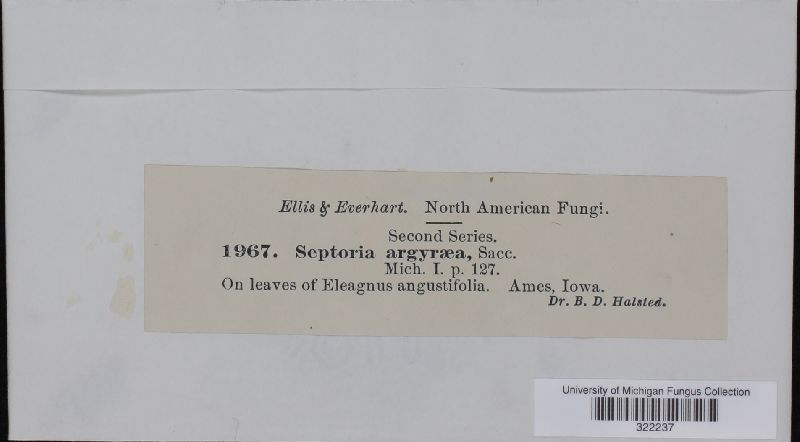 Ellis & Everhart. North American Fungi.
Second Series.
1967. Septoria argyræa, Sacc.
Mich. I. p. 127.
On leaves of Eleagnus angustifolia. Ames, Iowa.
Dr. B. D. Halsted.
University of Michigan Fungus Collection
322237